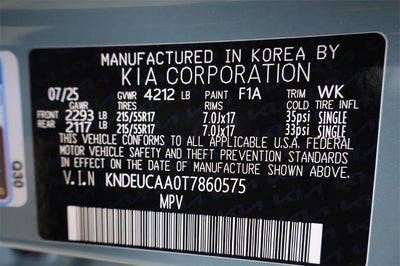 MANUFACTURED IN KOREA BY
KIA CORPORATION
07/25 GVWR 4212 LB PAINT F1A TRIM WK
GAWR TIRES RIMS COLD TIRE INFL
FRONT 2293 LB 215/55R17 7.0Jx17 35psi SINGLE
REAR 2117 LB 215/55R17 7.0Jx17 33psi SINGLE
THIS VEHICLE CONFORMS TO ALL APPLICABLE U.S.A. FEDERAL
MOTOR VEHICLE SAFETY AND THEFT PREVENTION STANDARDS
IN EFFECT ON THE DATE OF MANUFACTURE SHOWN ABOVE.
V.I.N KNDEUCAA0T7860575
MPV
Q30